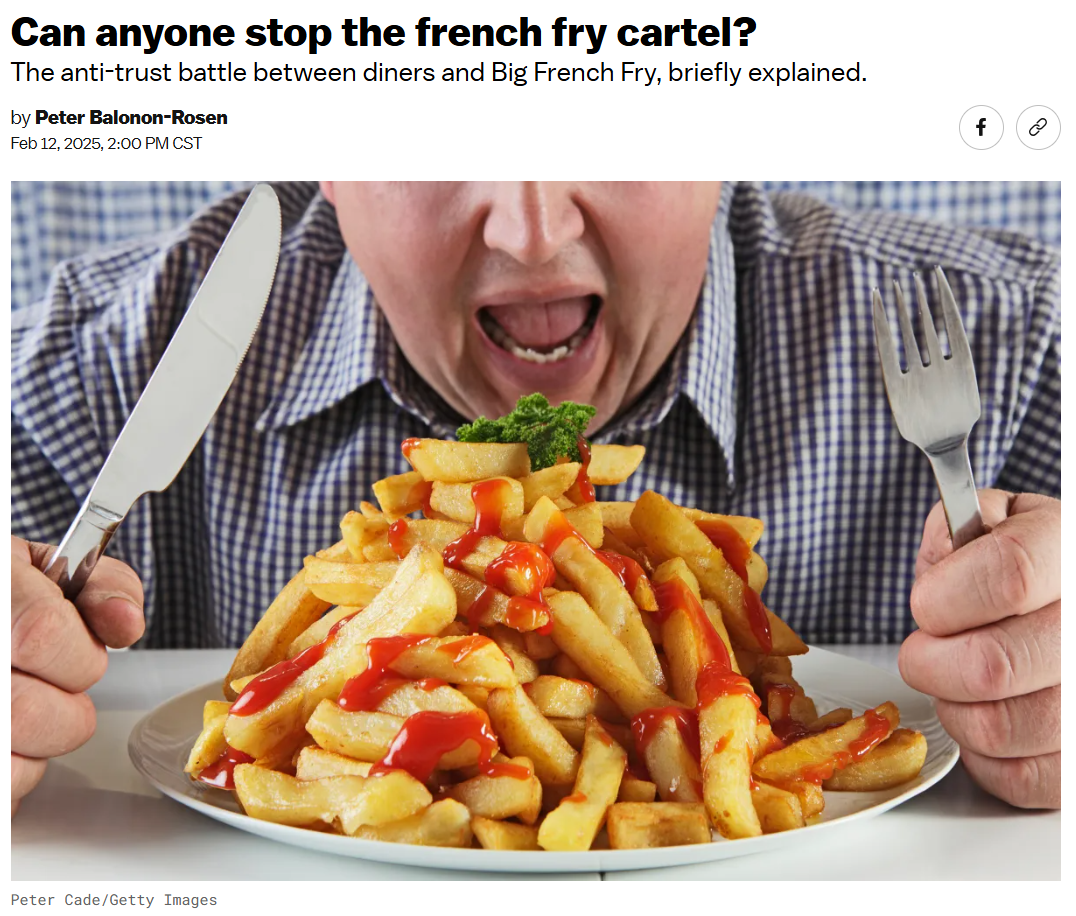 Can anyone stop the french fry cartel?
The anti-trust battle between diners and Big French Fry, briefly explained.
by Peter Balonon-Rosen
Feb 12, 2025, 2:00 PM CST
Peter Cade/Getty Images